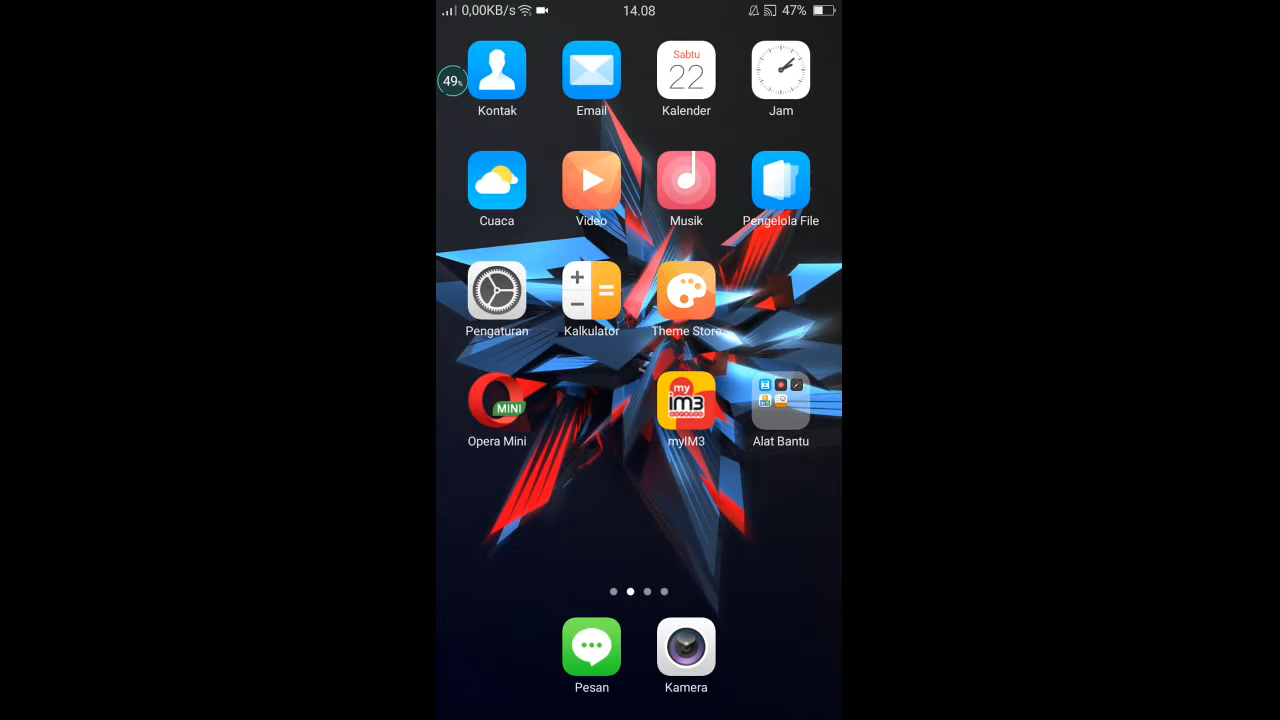 0,00KB/s 14.08 47%
49%
Sabtu
22
Kontak Email Kalender Jam
Cuaca Video Musik Pengelola File
Pengaturan Kalkulator Theme Store
MINI
my
im3
Opera Mini myIM3 Alat Bantu
Pesan Kamera